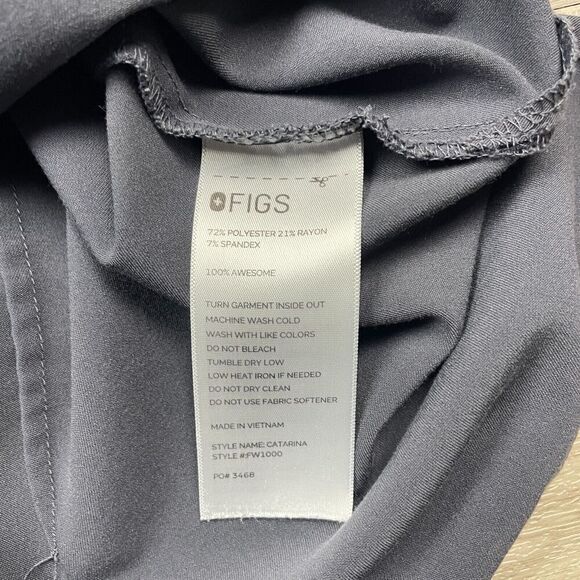 FIGS
72% POLYESTER 21% RAYON
7% SPANDEX
100% AWESOME
TURN GARMENT INSIDE OUT
MACHINE WASH COLD
WASH WITH LIKE COLORS
DO NOT BLEACH
TUMBLE DRY LOW
LOW HEAT IRON IF NEEDED
DO NOT DRY CLEAN
DO NOT USE FABRIC SOFTENER
MADE IN VIETNAM
STYLE NAME: CATARINA
STYLE #:FW1000
PO# 3468